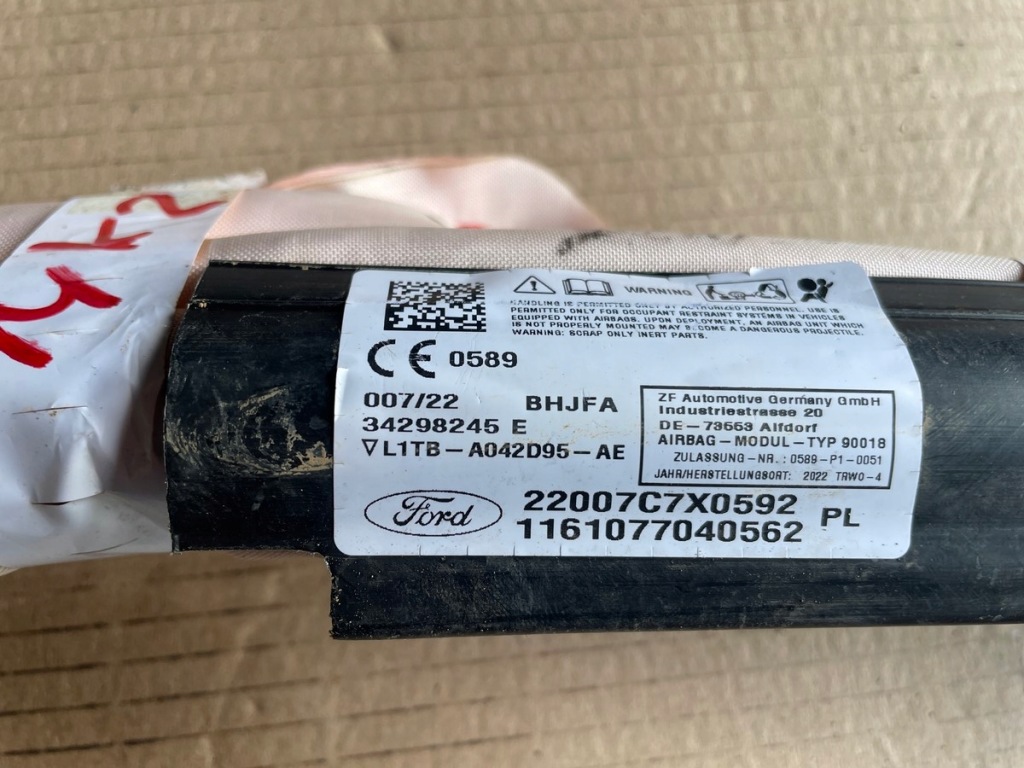 yk2
WARNING
HANDLING IS PERMITTED ONLY BY AUTHORIZED PERSONNEL. USE IS
PERMITTED ONLY FOR OCCUPANT RESTRAINT SYSTEMS IN VEHICLES
EQUIPPED WITH AIRBAGS. UPON DEPLOYMENT, AN AIRBAG UNIT WHICH
IS NOT PROPERLY MOUNTED MAY BECOME A DANGEROUS PROJECTILE.
WARNING: SCRAP ONLY INERT PARTS.
CE 0589
007/22 BHJFA
34298245 E
∇L1TB-A042D95-AE
ZF Automotive Germany GmbH
Industriestrasse 20
DE-73553 Alfdorf
AIRBAG-MODUL-TYP 90018
ZULASSUNG-NR.: 0589-P1-0051
JAHR/HERSTELLUNGSORT: 2022 TRWO-4
Ford
22007C7X0592
1161077040562
PL